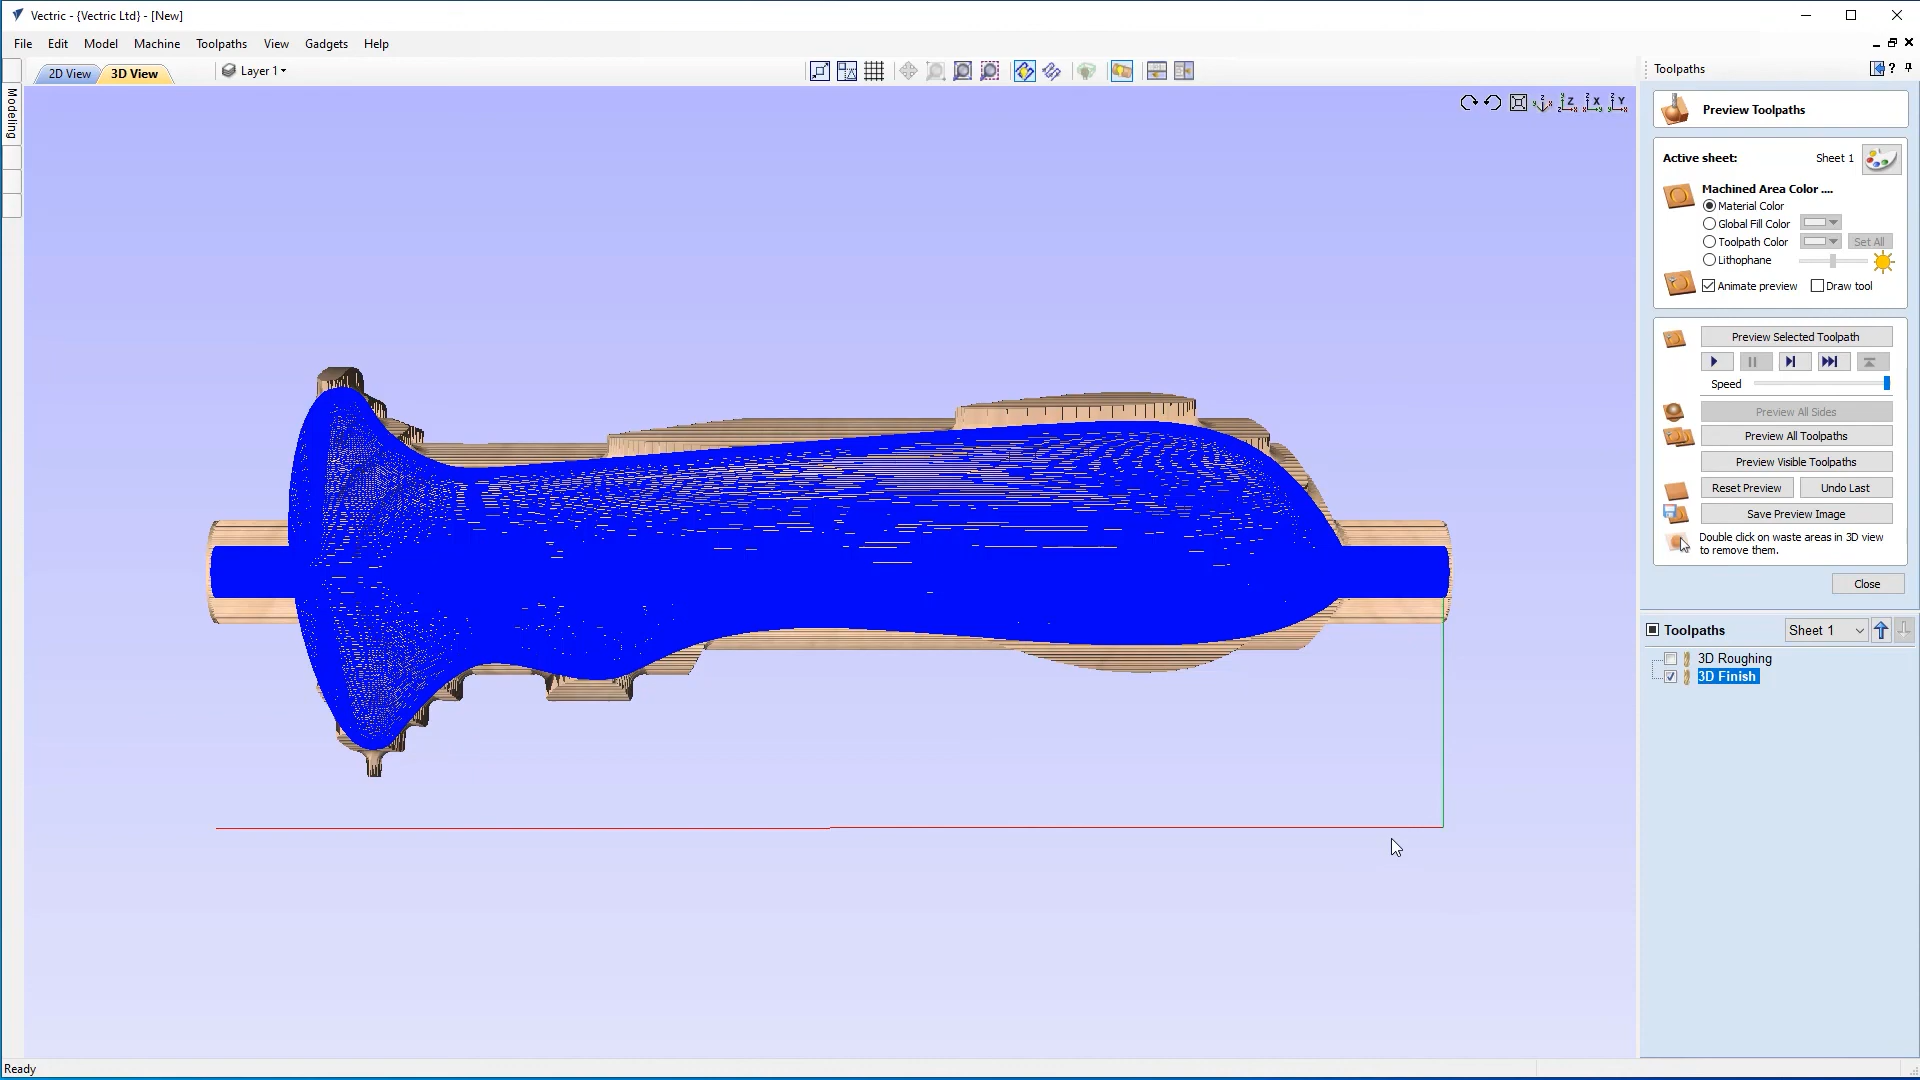 Vectric - {Vectric Ltd} - [New]
File Edit Model Machine Toolpaths View Gadgets Help
2D View 3D View Layer 1
Modeling
Toolpaths
Preview Toolpaths
Active sheet: Sheet 1
Machined Area Color ....
Material Color
Global Fill Color
Toolpath Color Set All
Lithophane
Animate preview Draw tool
Preview Selected Toolpath
Speed
Preview All Sides
Preview All Toolpaths
Preview Visible Toolpaths
Reset Preview Undo Last
Save Preview Image
Double click on waste areas in 3D view
to remove them.
Close
Toolpaths Sheet 1
3D Roughing
3D Finish
Ready